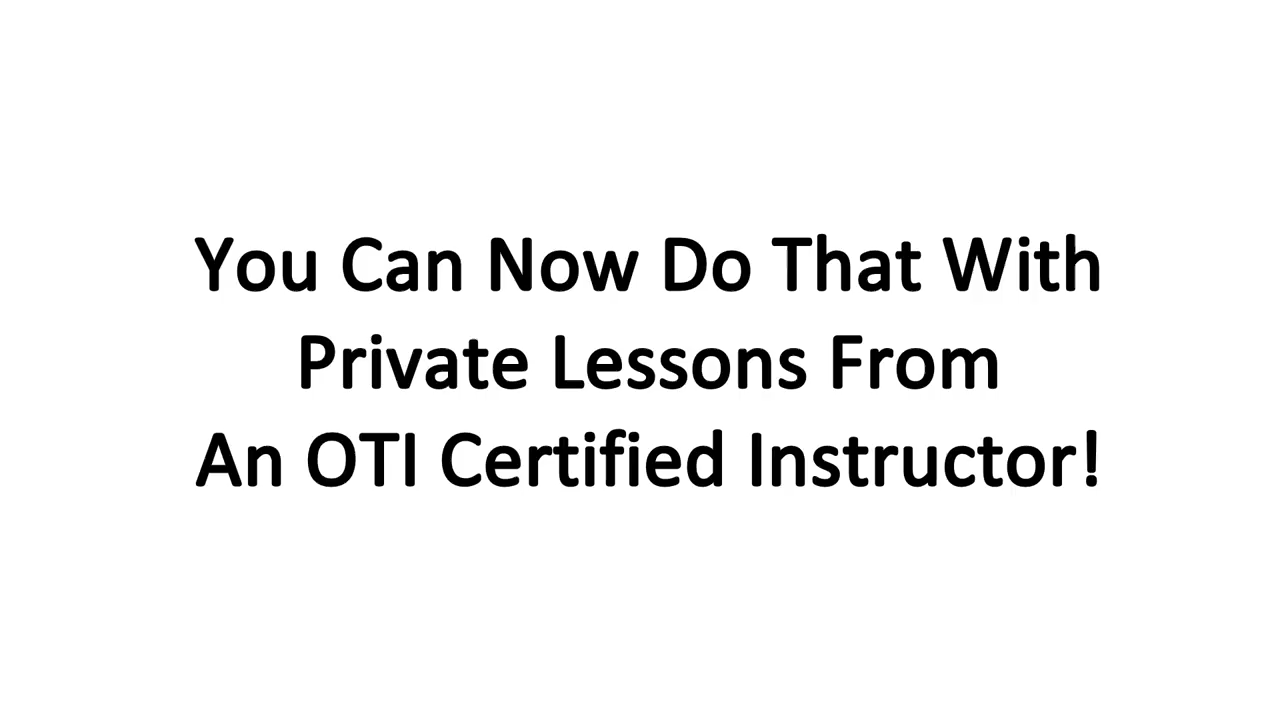 You Can Now Do That With
Private Lessons From
An OTI Certified Instructor!